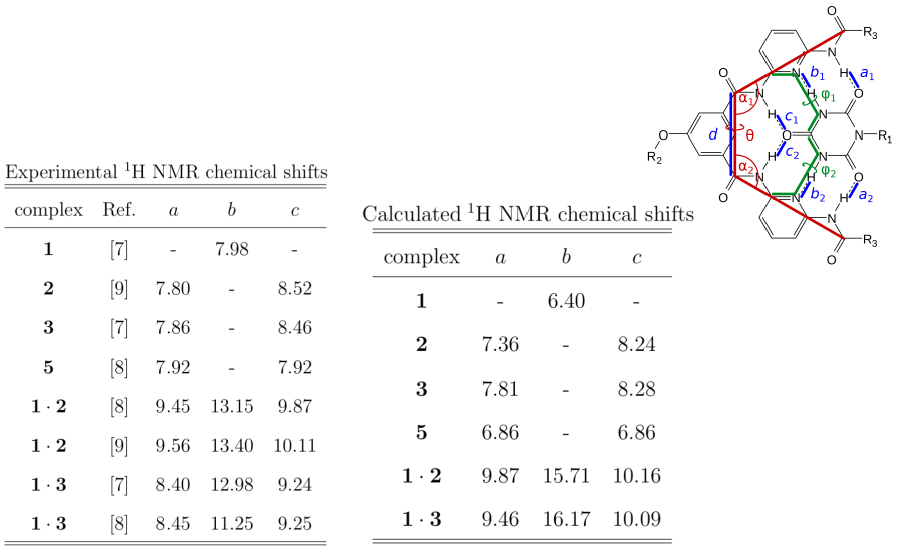 Experimental ¹H NMR chemical shifts
complex Ref. a b c
1 [7] - 7.98 -
2 [9] 7.80 - 8.52
3 [7] 7.86 - 8.46
5 [8] 7.92 - 7.92
1 · 2 [8] 9.45 13.15 9.87
1 · 2 [9] 9.56 13.40 10.11
1 · 3 [7] 8.40 12.98 9.24
1 · 3 [8] 8.45 11.25 9.25
Calculated ¹H NMR chemical shifts
complex a b c
1 - 6.40 -
2 7.36 - 8.24
3 7.81 - 8.28
5 6.86 - 6.86
1 · 2 9.87 15.71 10.16
1 · 3 9.46 16.17 10.09
O
R₃
N
O N b₁ H a₁
α₁ N H φ₁ O
H c₁ N
O d θ O N R₁
R₂ H c₂ N
α₂ N H φ₂ O
O N b₂ H a₂
N
R₃
O